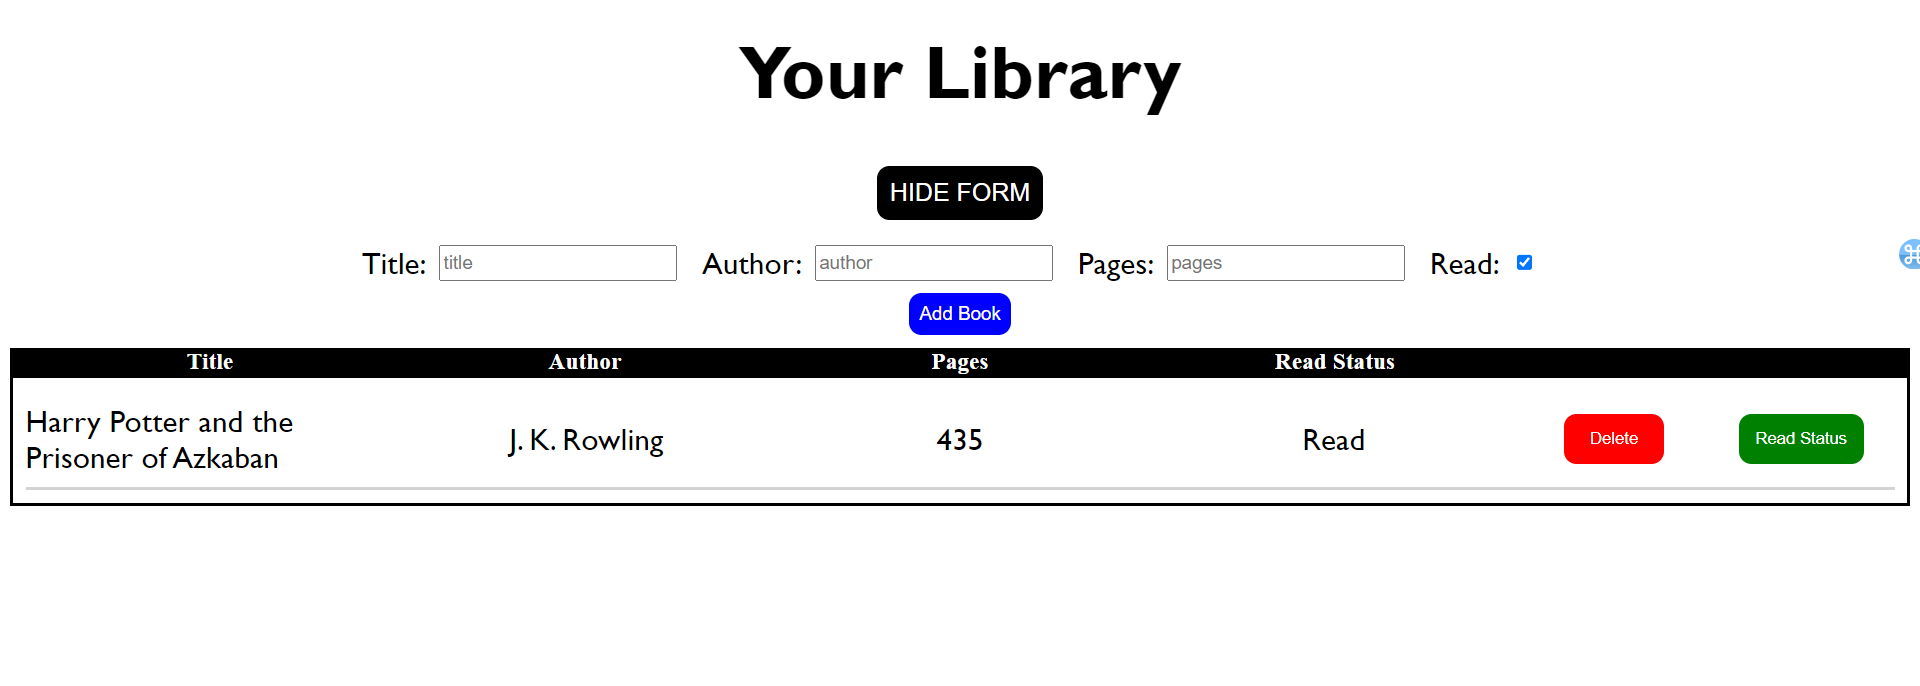 Your Library
HIDE FORM
Title: title Author: author Pages: pages Read:
Add Book
Title Author Pages Read Status
Harry Potter and the
Prisoner of Azkaban
J. K. Rowling 435 Read Delete Read Status